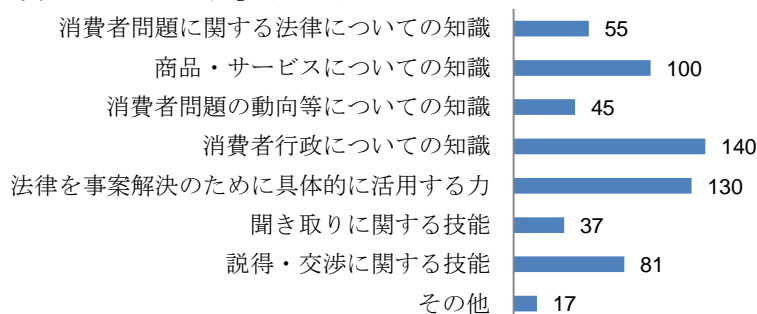 消費者問題に関する法律についての知識 55
商品・サービスについての知識 100
消費者問題の動向等についての知識 45
消費者行政についての知識 140
法律を事案解決のために具体的に活用する力 130
聞き取りに関する技能 37
説得・交渉に関する技能 81
その他 17